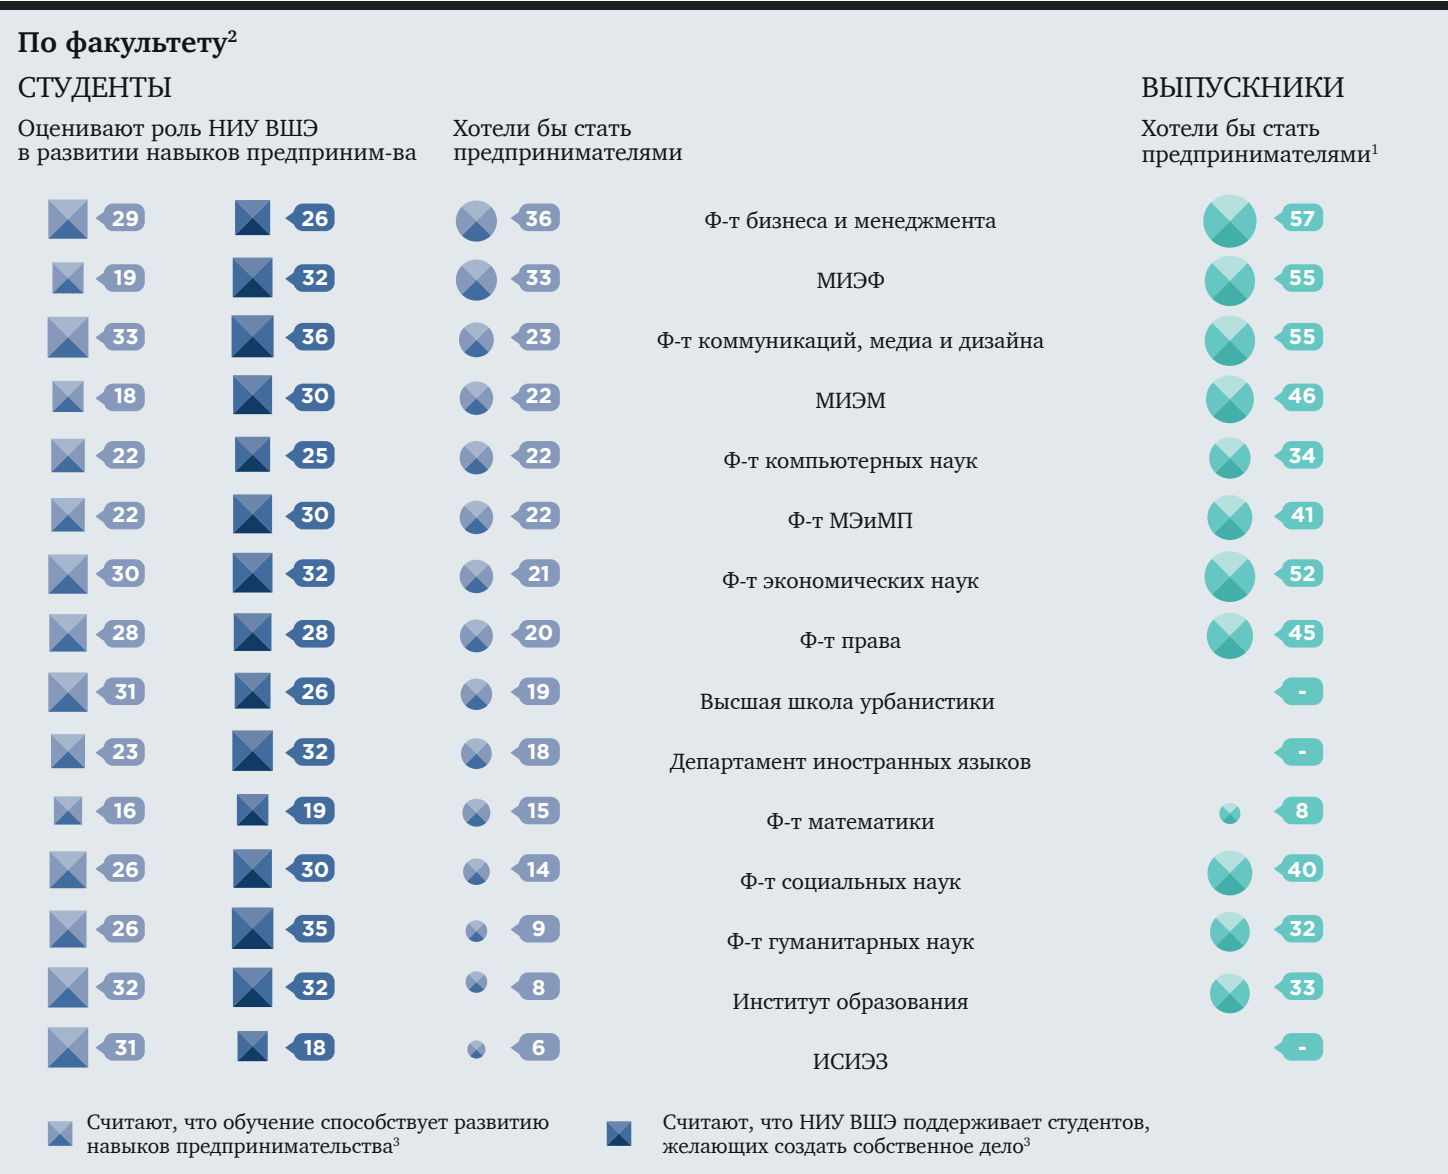 По факультету²
СТУДЕНТЫ
ВЫПУСКНИКИ
Оценивают роль НИУ ВШЭ
в развитии навыков предприним-ва
Хотели бы стать
предпринимателями
Хотели бы стать
предпринимателями¹
29 26 36 Ф-т бизнеса и менеджмента 57
19 32 33 МИЭФ 55
33 36 23 Ф-т коммуникаций, медиа и дизайна 55
18 30 22 МИЭМ 46
22 25 22 Ф-т компьютерных наук 34
22 30 22 Ф-т МЭиМП 41
30 32 21 Ф-т экономических наук 52
28 28 20 Ф-т права 45
31 26 19 Высшая школа урбанистики -
23 32 18 Департамент иностранных языков -
16 19 15 Ф-т математики 8
26 30 14 Ф-т социальных наук 40
26 35 9 Ф-т гуманитарных наук 32
32 32 8 Институт образования 33
31 18 6 ИСИЭЗ -
Считают, что обучение способствует развитию
навыков предпринимательства³
Считают, что НИУ ВШЭ поддерживает студентов,
желающих создать собственное дело³